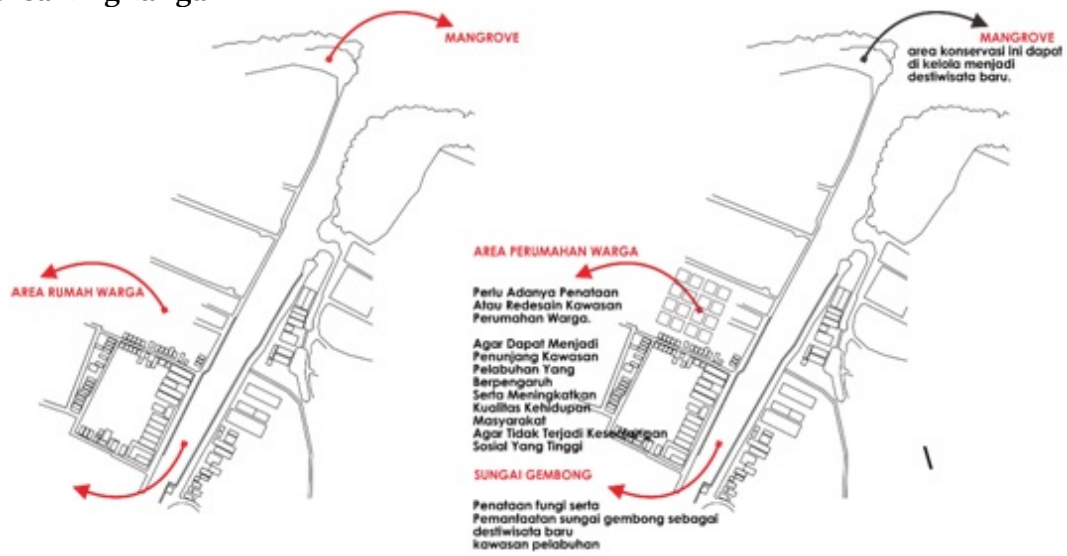 MANGROVE
AREA RUMAH WARGA
MANGROVE
area konservasi ini dapat
di kelola menjadi
destiwisata baru.
AREA PERUMAHAN WARGA
Perlu Adanya Penataan
Atau Redesain Kawasan
Perumahan Warga.
Agar Dapat Menjadi
Penunjang Kawasan
Pelabuhan Yang
Berpengaruh
Serta Meningkatkan
Kualitas Kehidupan
Masyarakat
Agar Tidak Terjadi
Sosial Yang Tinggi
SUNGAI GEMBONG
Penataan fungi serta
Pemanfaatan sungai gembong sebagai
destiwisata baru
kawasan pelabuhan
\